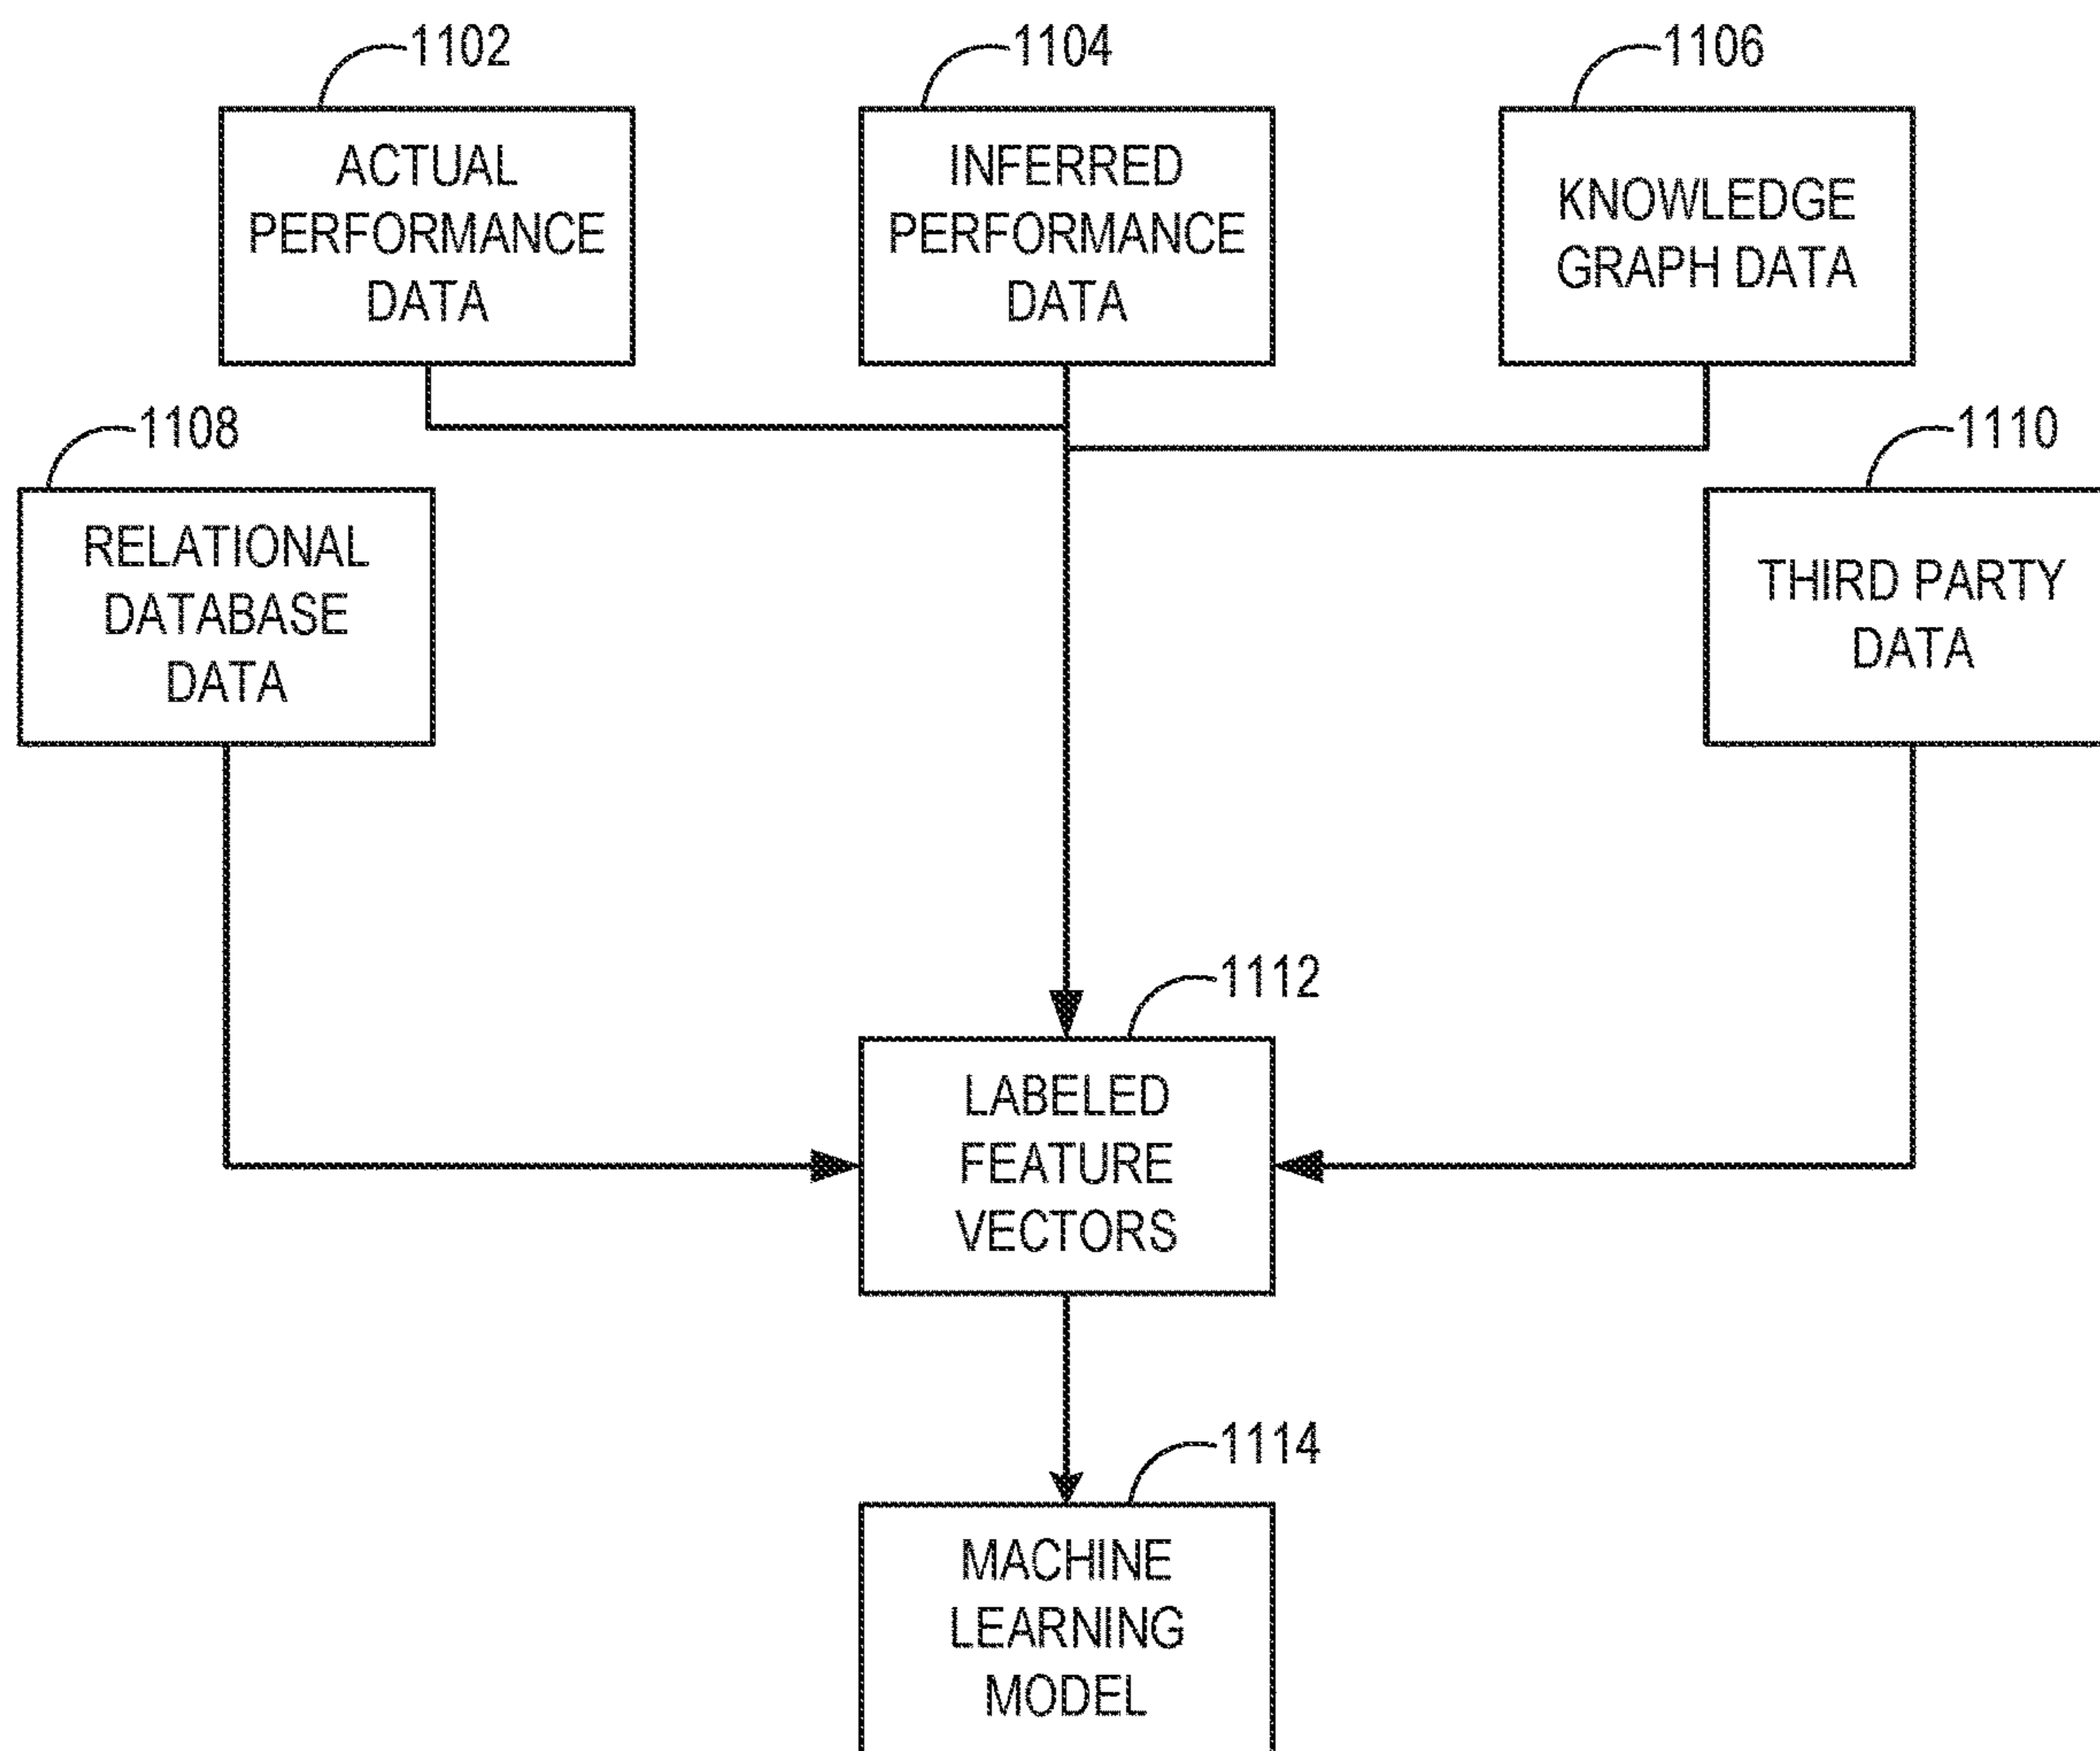 1102
1104
1106
ACTUAL
PERFORMANCE
DATA
INFERRED
PERFORMANCE
DATA
KNOWLEDGE
GRAPH DATA
1108
1110
RELATIONAL
DATABASE
DATA
THIRD PARTY
DATA
1112
LABELED
FEATURE
VECTORS
1114
MACHINE
LEARNING
MODEL